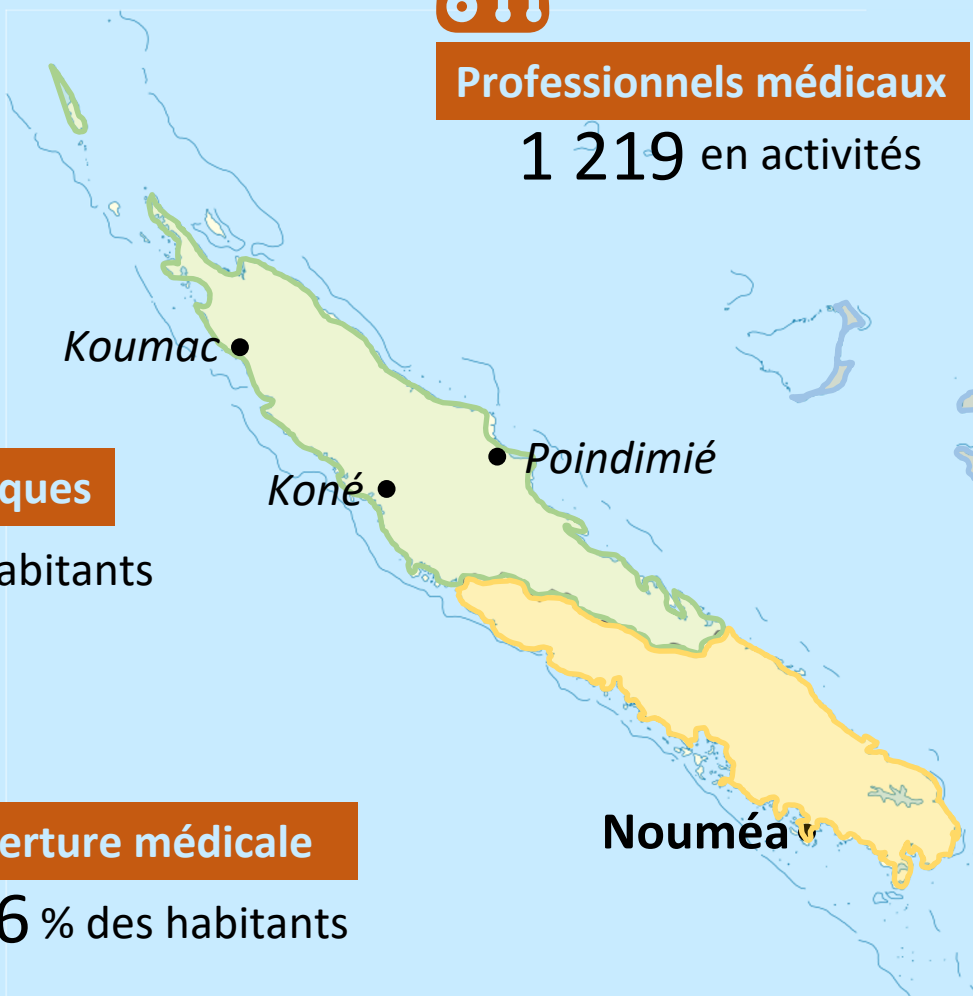 Professionnels médicaux
1 219 en activités
Koumac
Poindimié
Koné
ques
abitants
Nouméa
erture médicale
6 % des habitants